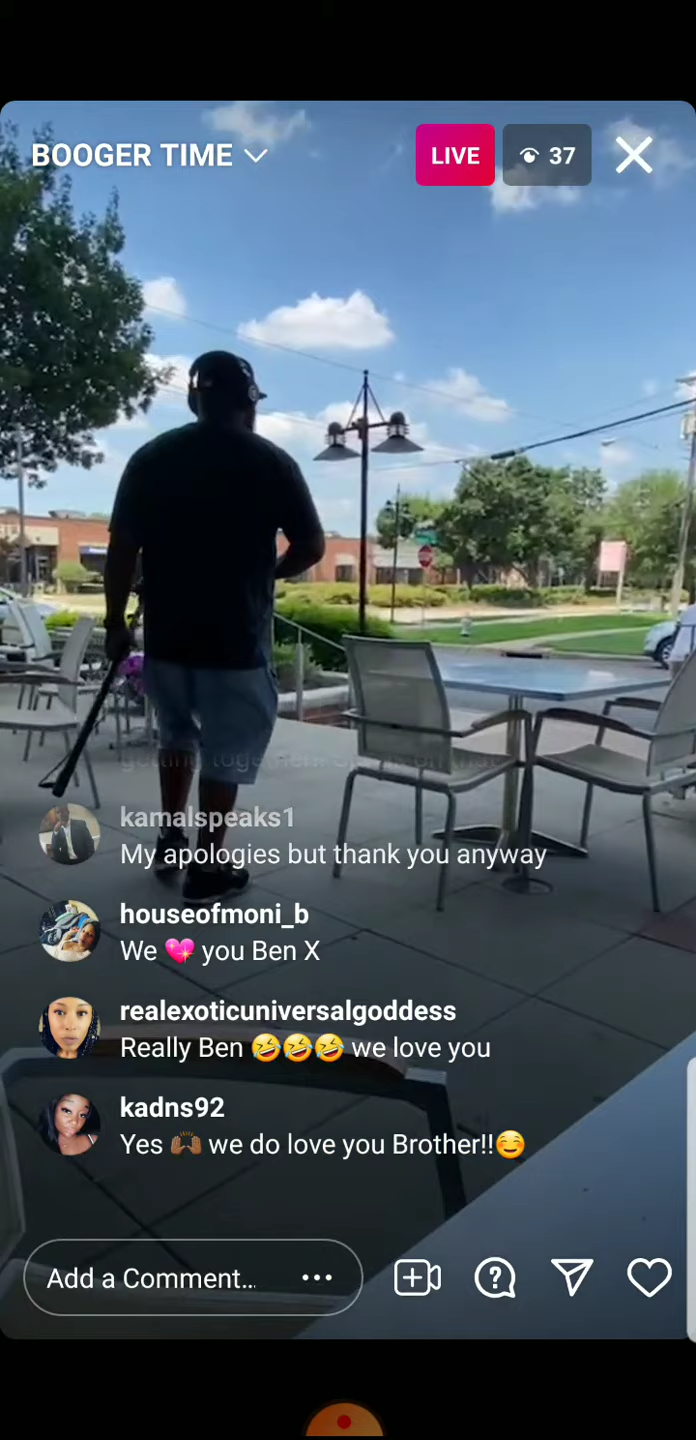 BOOGER TIME
LIVE
37
kamalspeaks1
My apologies but thank you anyway
houseofmoni_b
We 💖 you Ben X
realexoticuniversalgoddess
Really Ben 🤣🤣🤣 we love you
kadns92
Yes 🙌🏾 we do love you Brother!!☺️
Add a Comment...